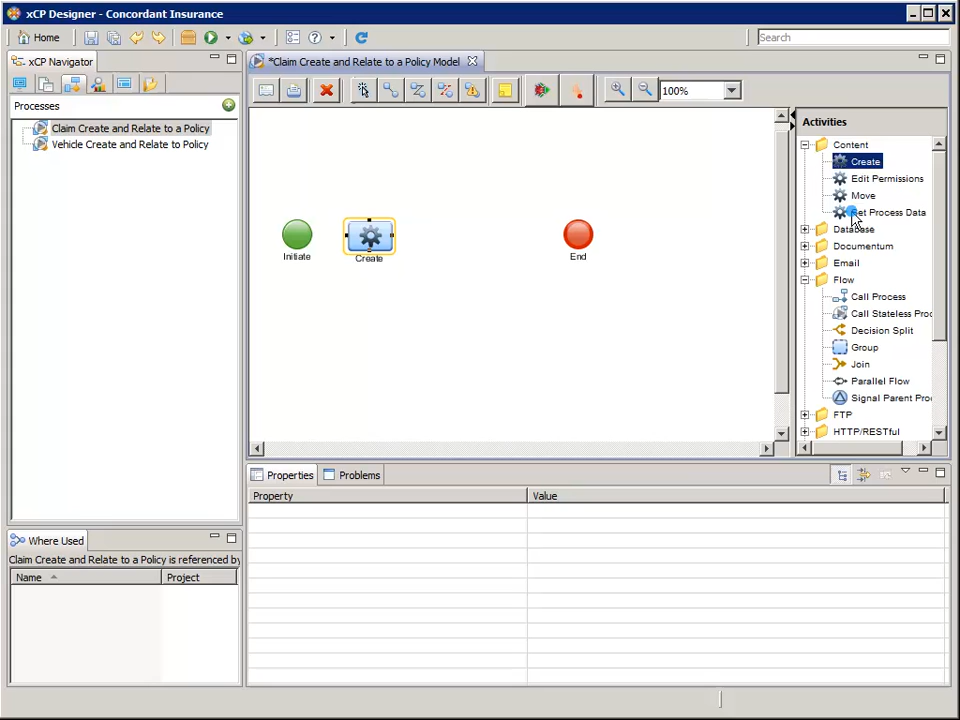 xCP Designer - Concordant Insurance
Home
Search
xCP Navigator
*Claim Create and Relate to a Policy Model
100%
Processes
Claim Create and Relate to a Policy
Vehicle Create and Relate to Policy
Initiate
Create
End
Activities
Content
Create
Edit Permissions
Move
Set Process Data
Database
Documentum
Email
Flow
Call Process
Call Stateless Pro
Decision Split
Group
Join
Parallel Flow
Signal Parent Pro
FTP
HTTP/RESTful
Properties
Problems
Property
Value
Where Used
Claim Create and Relate to a Policy is referenced by
Name
Project